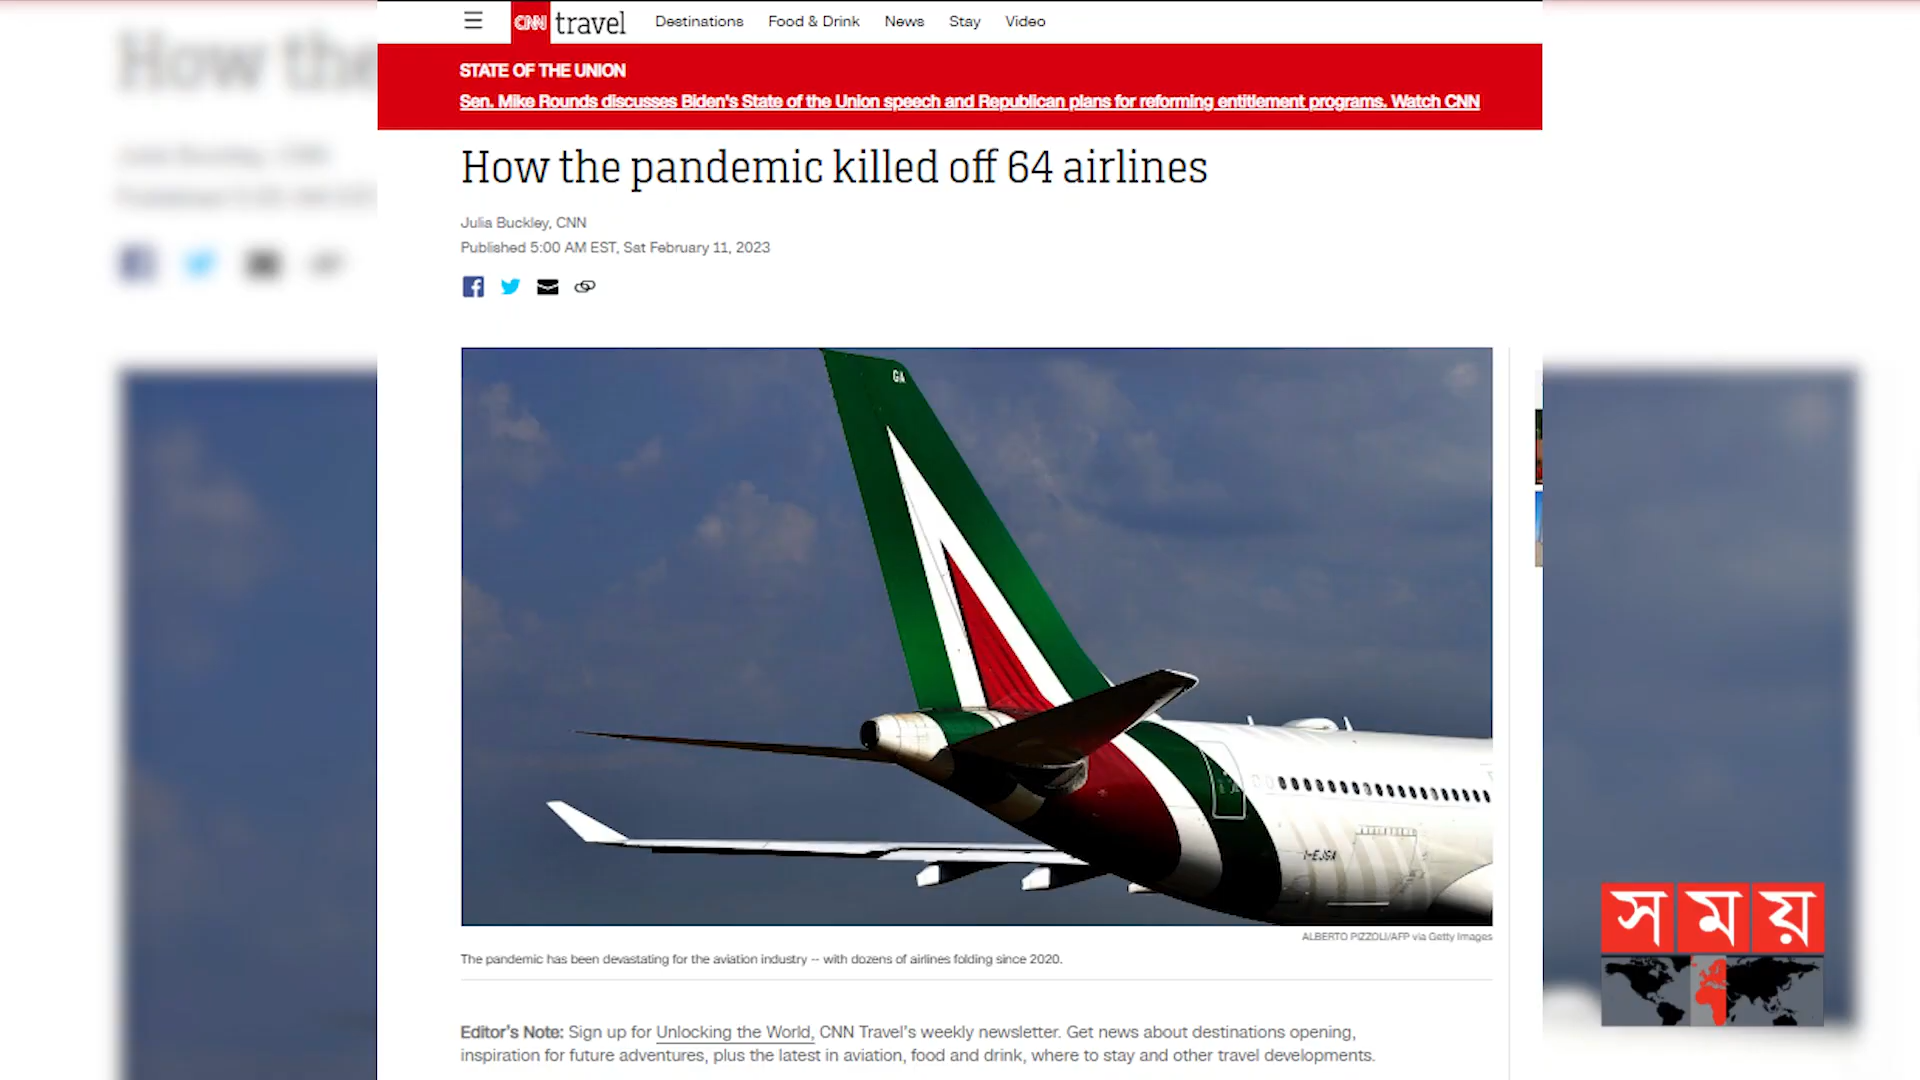 How the
CNN travel Destinations Food & Drink News Stay Video
STATE OF THE UNION
Sen. Mike Rounds discusses Biden's State of the Union speech and Republican plans for reforming entitlement programs. Watch CNN
How the pandemic killed off 64 airlines
Julia Buckley, CNN
Published 5:00 AM EST, Sat February 11, 2023
GA
I-EJGA
ALBERTO PIZZOLI/AFP via Getty Images
The pandemic has been devastating for the aviation industry -- with dozens of airlines folding since 2020.
সময়
Editor's Note: Sign up for Unlocking the World, CNN Travel's weekly newsletter. Get news about destinations opening,
inspiration for future adventures, plus the latest in aviation, food and drink, where to stay and other travel developments.